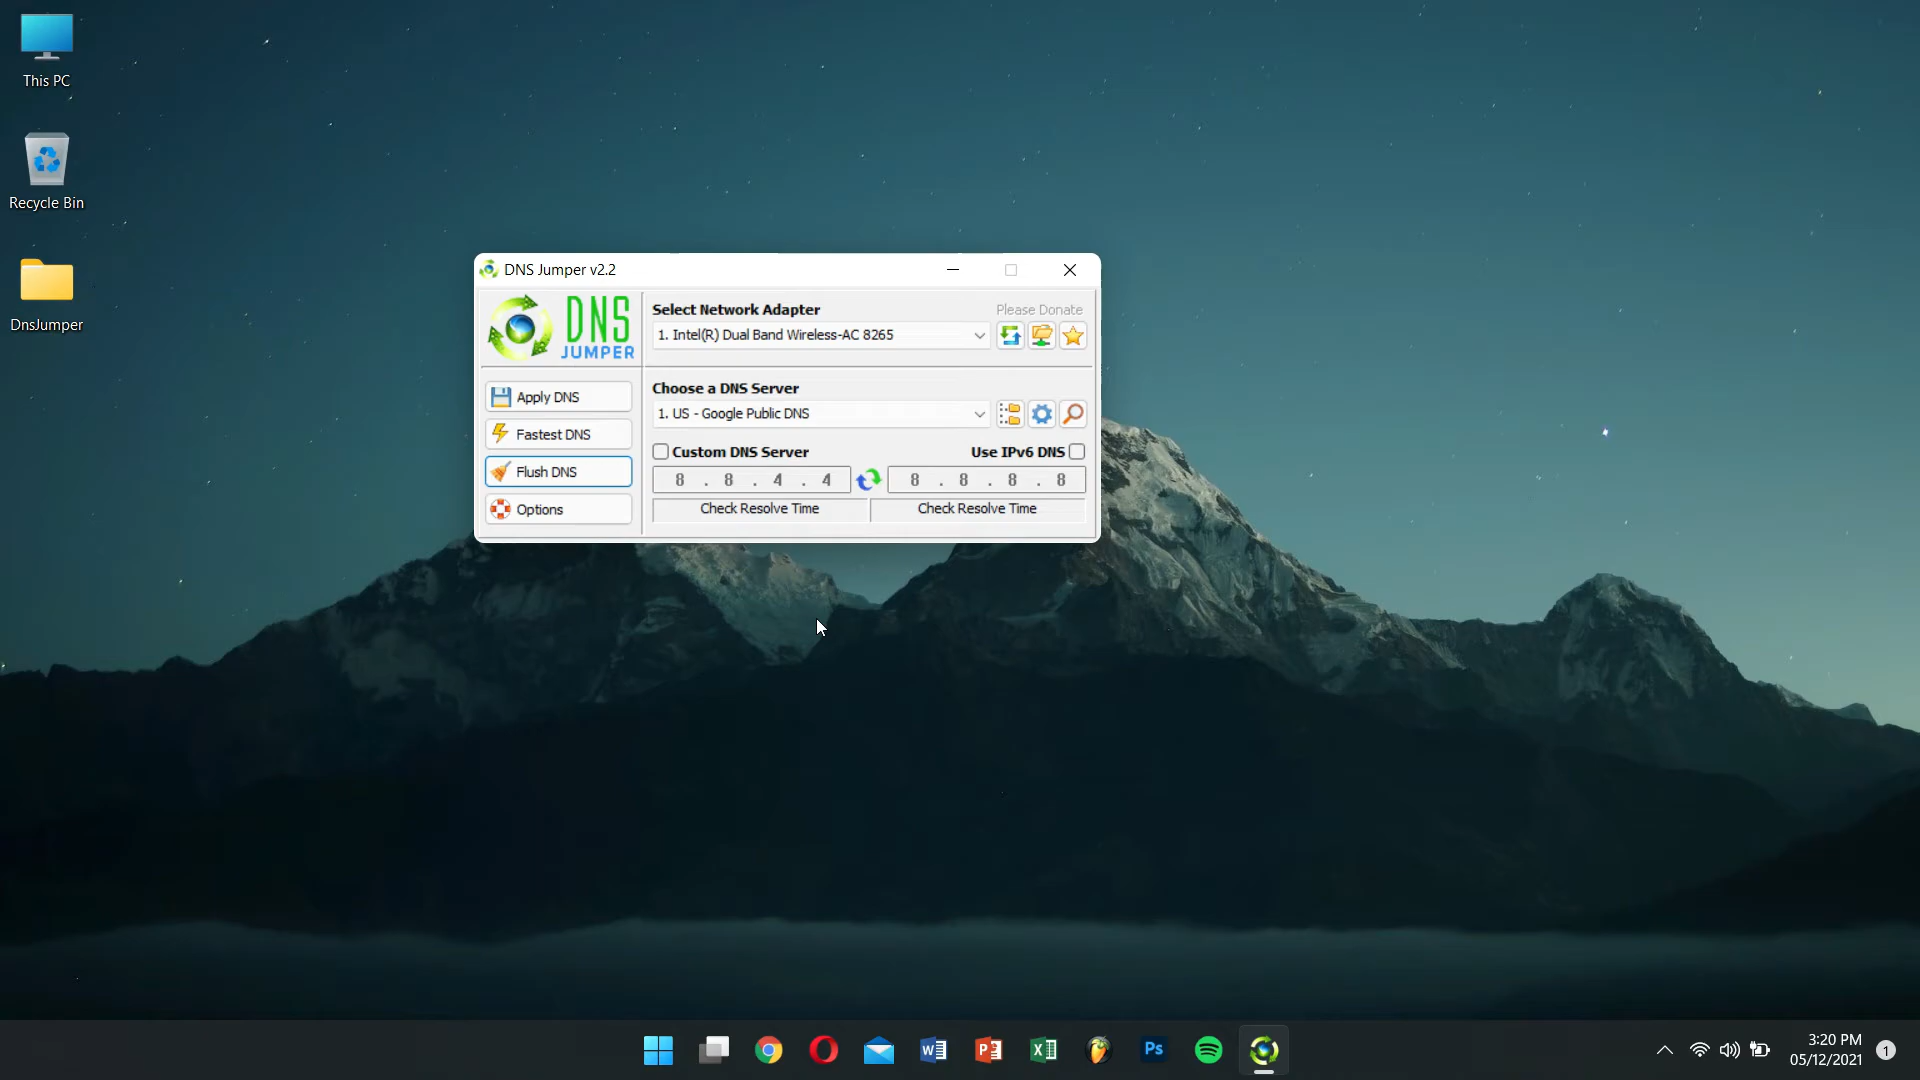 This PC
Recycle Bin
DnsJumper
DNS Jumper v2.2
DNS
JUMPER
Select Network Adapter
Please Donate
1. Intel(R) Dual Band Wireless-AC 8265
Apply DNS
Fastest DNS
Flush DNS
Options
Choose a DNS Server
1. US - Google Public DNS
Custom DNS Server
Use IPv6 DNS
8 . 8 . 4 . 4
8 . 8 . 8 . 8
Check Resolve Time
Check Resolve Time
Ps
3:20 PM
05/12/2021
1